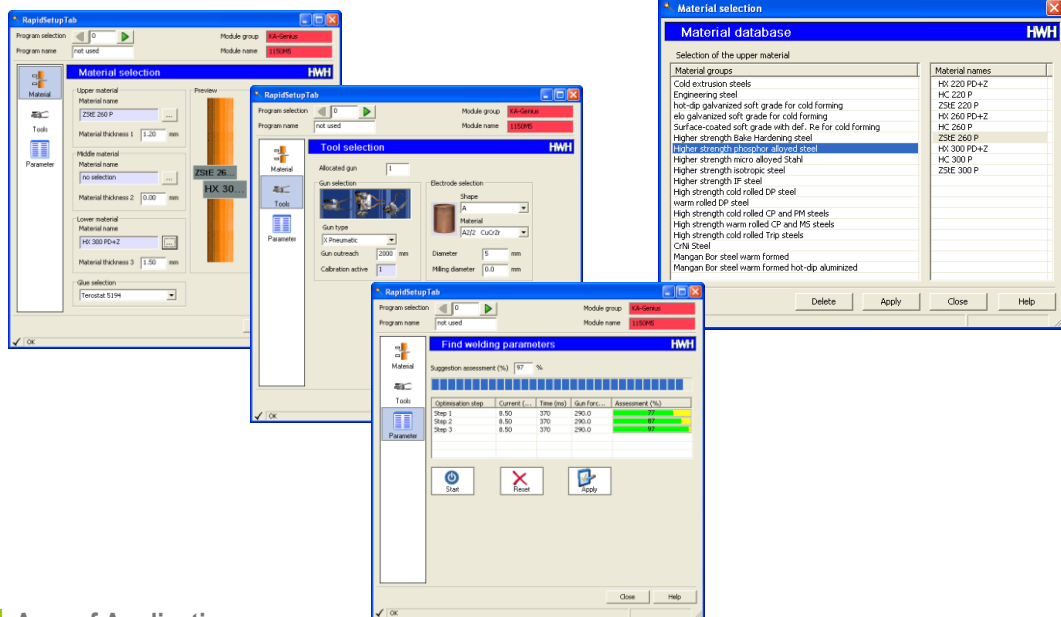 RapidSetupTab
Program selection 0 Module group KA-Genius
Program name not used Module name 1150MS
Material selection HWH
Material
Tools
Parameter
Upper material
Material name
ZStE 260 P ...
Material thickness 1 1.20 mm
Middle material
Material name
no selection ...
Material thickness 2 0.00 mm
Lower material
Material name
HX 300 PD+Z ...
Material thickness 3 1.50 mm
Glue selection
Terostat 5194
Preview
ZStE 26...
HX 30...
OK
RapidSetupTab
Program selection 0 Module group KA-Genius
Program name not used Module name 1150MS
Tool selection HWH
Material
Tools
Parameter
Allocated gun 1
Gun selection
Gun type
X Pneumatic
Gun outreach 2000 mm
Calbration active 1
Electrode selection
Shape
A
Material
A2/2 CuCrZr
Diameter 5 mm
Miling diameter 0.0 mm
OK
RapidSetupTab
Program selection 0 Module group KA-Genius
Program name not used Module name 1150MS
Find welding parameters HWH
Material
Tools
Parameter
Suggestion assessment (%) 97 %
Optimisation step Current (... Time (ms) Gun forc... Assessment (%)
Step 1 8.50 370 290.0 77
Step 2 8.50 370 290.0 87
Step 3 8.50 370 290.0 97
Start Reset Apply
Close Help
OK
Material selection
Material database HWH
Selection of the upper material
Material groups
Cold extrusion steels
Engineering steel
hot-dip galvanized soft grade for cold forming
elo galvanized soft grade for cold forming
Surface-coated soft grade with def. Re for cold forming
Higher strength Bake Hardening steel
Higher strength phosphor alloyed steel
Higher strength micro alloyed Stahl
Higher strength isotropic steel
Higher strength IF steel
High strength cold rolled DP steel
warm rolled DP steel
High strength cold rolled CP and PM steels
High strength warm rolled CP and MS steels
High strength cold rolled Trip steels
CrNi Steel
Mangan Bor steel warm formed
Mangan Bor steel warm formed hot-dip aluminized
Material names
HX 220 PD+Z
HC 220 P
ZStE 220 P
HX 260 PD+Z
HC 260 P
ZStE 260 P
HX 300 PD+Z
HC 300 P
ZStE 300 P
Delete Apply Close Help